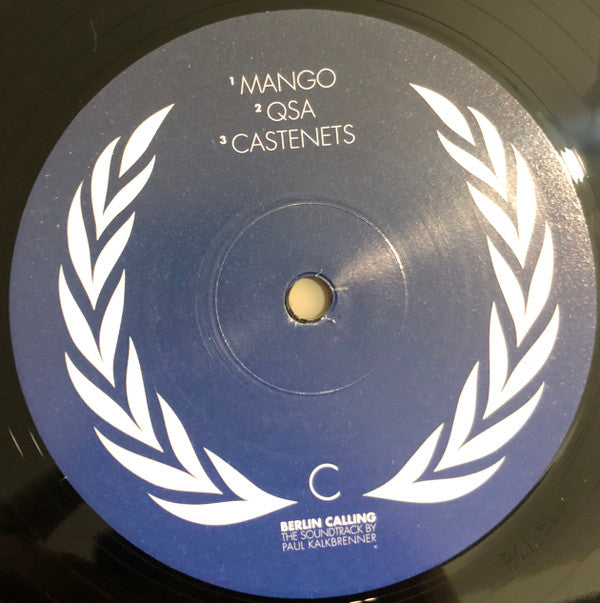 1 MANGO
2 QSA
3 CASTENETS
C
BERLIN CALLING
THE SOUNDTRACK BY
PAUL KALKBRENNER